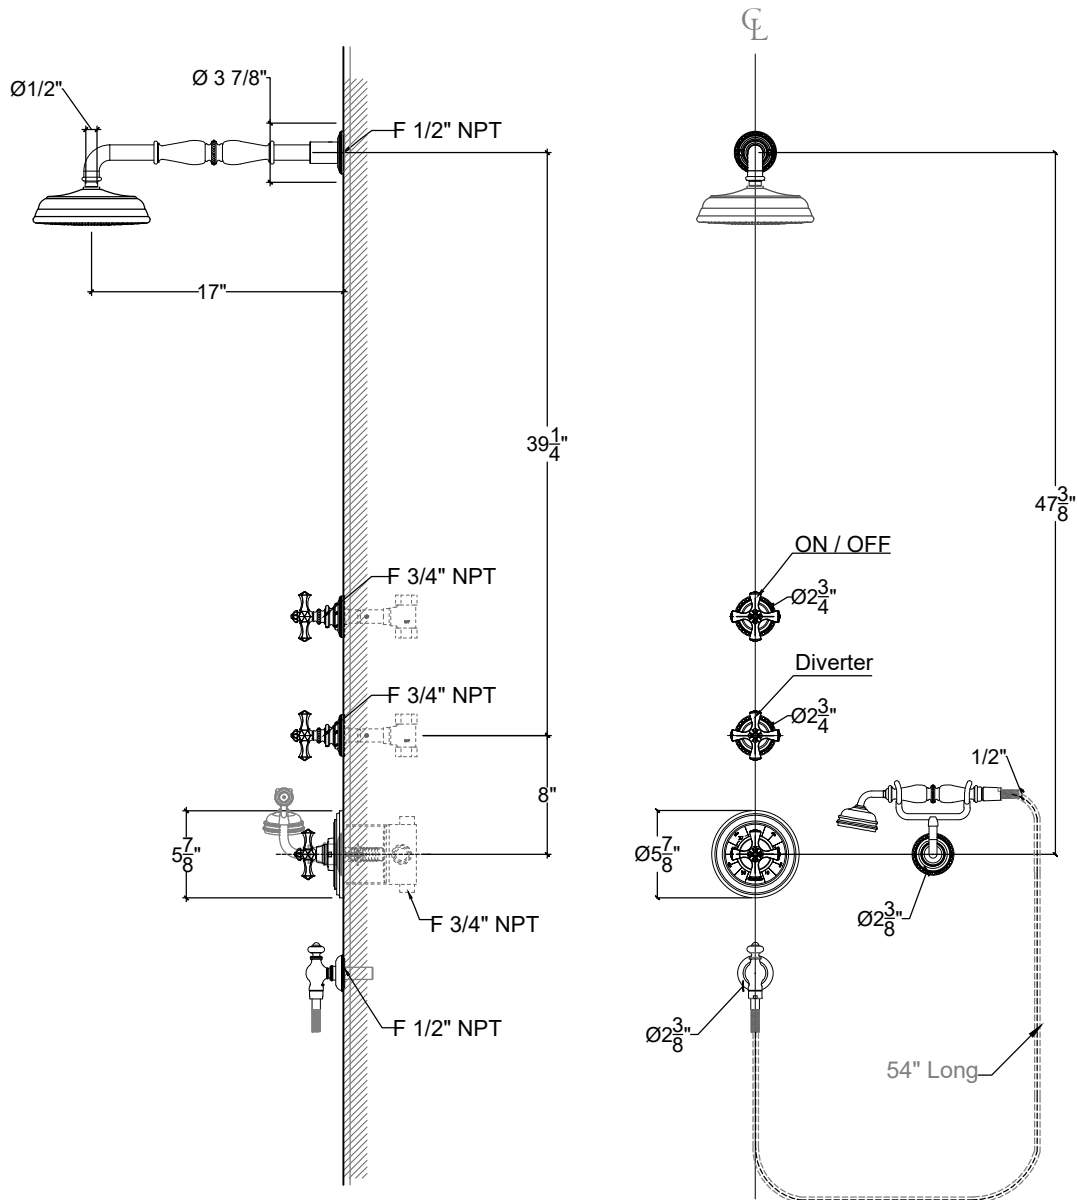 ℄
Ø1/2"
Ø 3 7/8"
F 1/2" NPT
17"
39 1/4"
47 3/8"
ON / OFF
F 3/4" NPT
Ø2 3/4"
Diverter
F 3/4" NPT
Ø2 3/4"
1/2"
8"
5 7/8"
Ø5 7/8"
Ø2 3/8"
F 3/4" NPT
F 1/2" NPT
Ø2 3/8"
54" Long